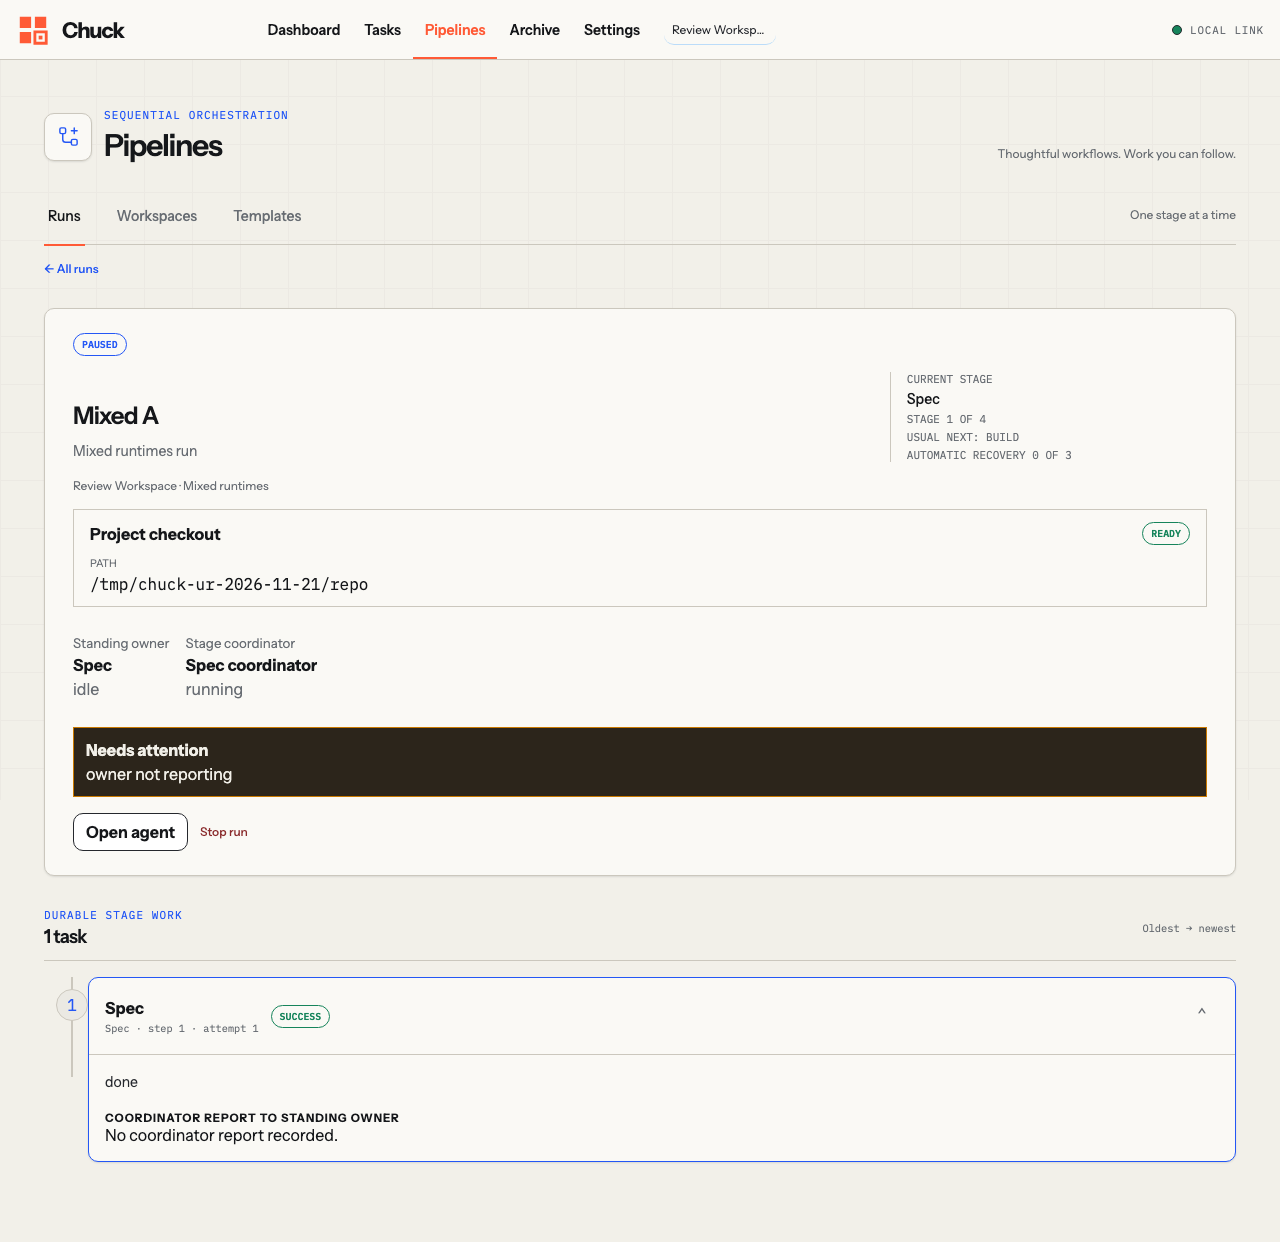 Chuck
Dashboard
Tasks
Pipelines
Archive
Settings
Review Worksp...
LOCAL LINK
SEQUENTIAL ORCHESTRATION
Pipelines
Thoughtful workflows. Work you can follow.
Runs
Workspaces
Templates
One stage at a time
← All runs
PAUSED
Mixed A
Mixed runtimes run
Review Workspace · Mixed runtimes
CURRENT STAGE
Spec
STAGE 1 OF 4
USUAL NEXT: BUILD
AUTOMATIC RECOVERY 0 OF 3
Project checkout
READY
PATH
/tmp/chuck-ur-2026-11-21/repo
Standing owner
Spec
idle
Stage coordinator
Spec coordinator
running
Needs attention
owner not reporting
Open agent
Stop run
DURABLE STAGE WORK
1 task
Oldest → newest
1
Spec
Spec · step 1 · attempt 1
SUCCESS
done
COORDINATOR REPORT TO STANDING OWNER
No coordinator report recorded.